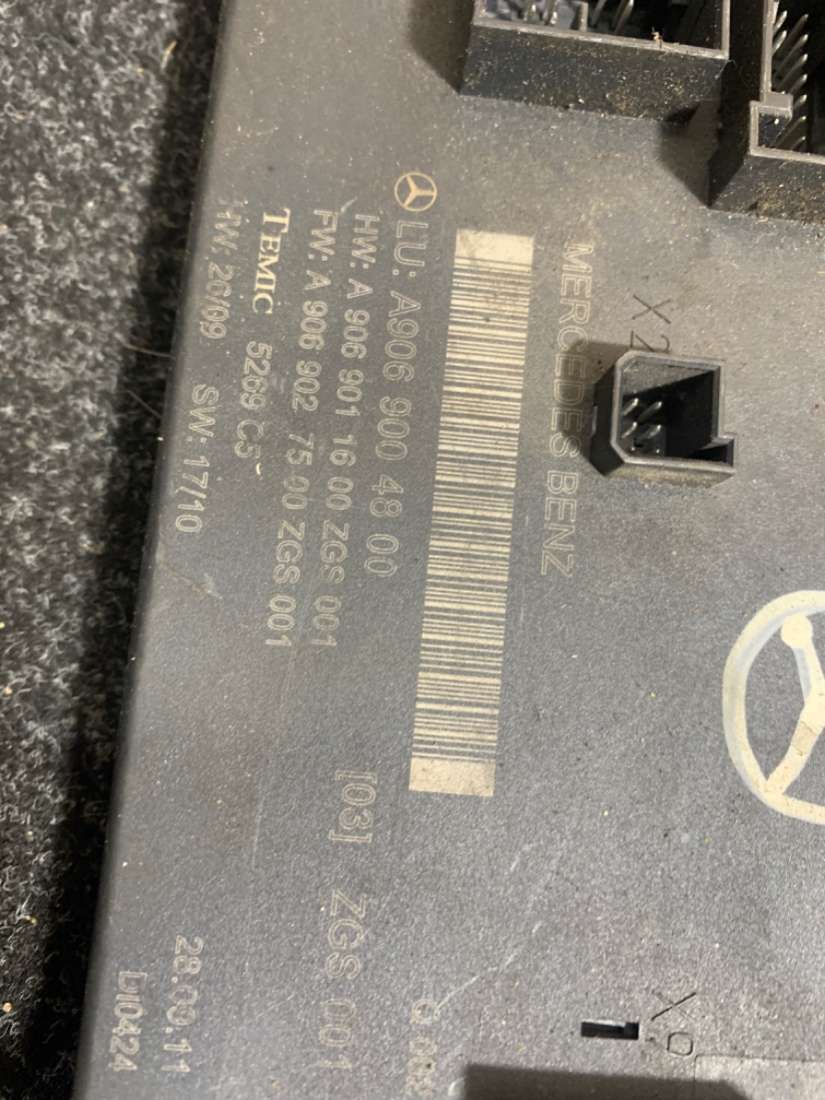 X2
MERCEDES BENZ
LU: A906 900 48 00
HW: A 906 901 16 00 ZGS 001
FW: A 906 902 75 00 ZGS 001
TEMIC 5269 C5
HW: 26/09 SW: 17/10
[03] ZGS 001
28.09.11